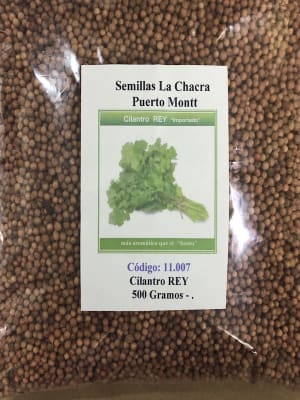 Semillas La Chacra
Puerto Montt
Cilantro REY "Importado"
más aromático que el "Santo"
Código: 11.007
Cilantro REY
500 Gramos - .